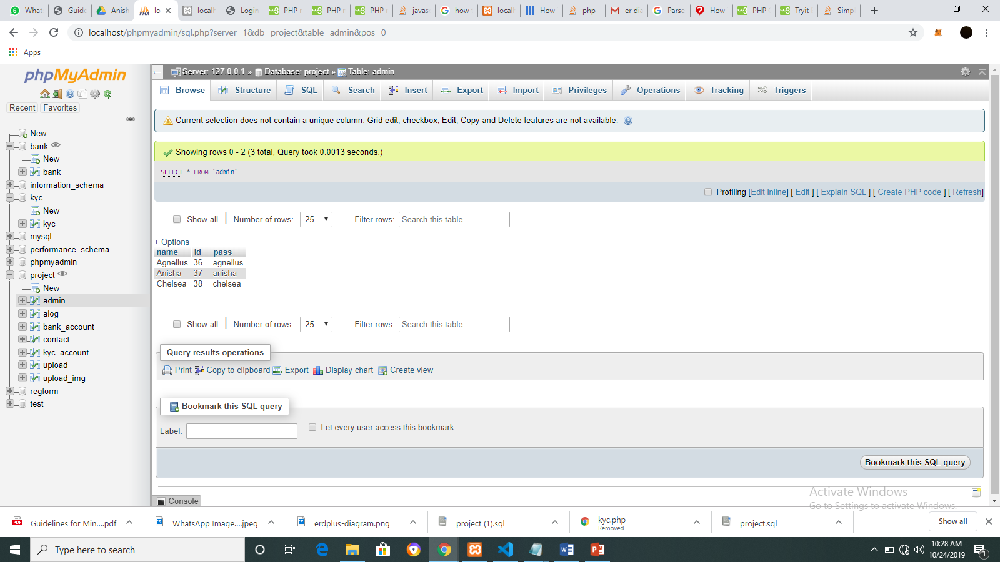 What
Guide
Anish
lo
localh
Login
PHP
PHP
PHP
javas
how
localh
How
php
er dia
Parse
How
PHP
Tryit
Simp
localhost/phpmyadmin/sql.php?server=1&db=project&table=admin&pos=0
Apps
phpMyAdmin
Recent Favorites
New
bank
New
bank
information_schema
kyc
New
kyc
mysql
performance_schema
phpmyadmin
project
New
admin
alog
bank_account
contact
kyc_account
upload
upload_img
regform
test
Server: 127.0.0.1 » Database: project » Table: admin
Browse Structure SQL Search Insert Export Import Privileges Operations Tracking Triggers
Current selection does not contain a unique column. Grid edit, checkbox, Edit, Copy and Delete features are not available.
Showing rows 0 - 2 (3 total, Query took 0.0013 seconds.)
SELECT * FROM `admin`
Profiling [Edit inline] [ Edit ] [ Explain SQL ] [ Create PHP code ] [ Refresh]
Show all | Number of rows: 25 Filter rows: Search this table
+ Options
name id pass
Agnellus 36 agnellus
Anisha 37 anisha
Chelsea 38 chelsea
Show all | Number of rows: 25 Filter rows: Search this table
Query results operations
Print Copy to clipboard Export Display chart Create view
Bookmark this SQL query
Label: Let every user access this bookmark
Bookmark this SQL query
Console
Activate Windows
Go to Settings to activate Windows.
Guidelines for Min....pdf
WhatsApp Image....jpeg
erdplus-diagram.png
project (1).sql
kyc.php
Removed
project.sql
Show all
Type here to search
10:28 AM
10/24/2019
1